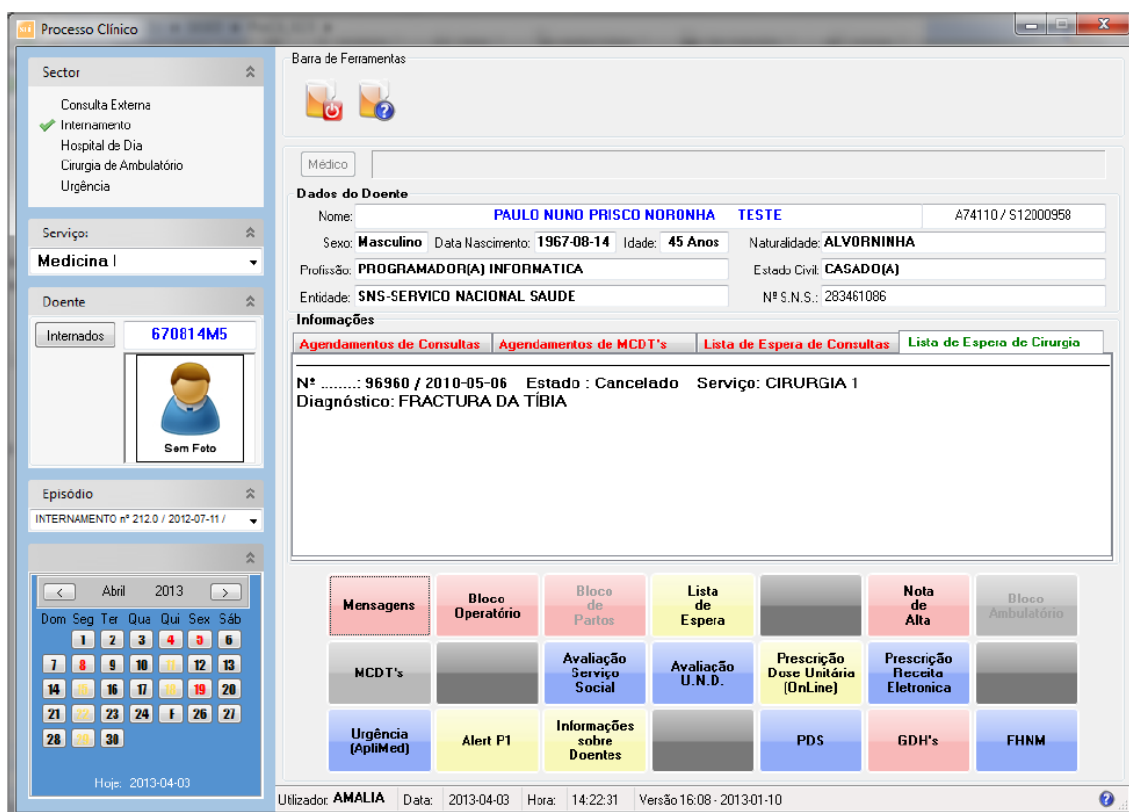 Processo Clínico
Sector
Consulta Externa
Internamento
Hospital de Dia
Cirurgia de Ambulatório
Urgência
Serviço:
Medicina I
Doente
Internados 670814M5
Sem Foto
Episódio
INTERNAMENTO nº 212.0 / 2012-07-11 /
Abril 2013
Dom Seg Ter Qua Qui Sex Sáb
1 2 3 4 5 6
7 8 9 10 11 12 13
14 15 16 17 18 19 20
21 22 23 24 F 26 27
28 29 30
Hoje: 2013-04-03
Barra de Ferramentas
Médico
Dados do Doente
Nome: PAULO NUNO PRISCO NORONHA TESTE A74110 / S12000958
Sexo: Masculino Data Nascimento: 1967-08-14 Idade: 45 Anos Naturalidade: ALVORNINHA
Profissão: PROGRAMADOR(A) INFORMATICA Estado Civil: CASADO(A)
Entidade: SNS-SERVICO NACIONAL SAUDE Nº S.N.S.: 283461086
Informações
Agendamentos de Consultas Agendamentos de MCDT's Lista de Espera de Consultas Lista de Espera de Cirurgia
Nº .......: 96960 / 2010-05-06 Estado : Cancelado Serviço: CIRURGIA 1
Diagnóstico: FRACTURA DA TÍBIA
Mensagens
Bloco
Operatório
Bloco
de
Partos
Lista
de
Espera
Nota
de
Alta
Bloco
Ambulatório
MCDT's
Avaliação
Serviço
Social
Avaliação
U.N.D.
Prescrição
Dose Unitária
(OnLine)
Prescrição
Receita
Eletronica
Urgência
(ApliMed)
Alert P1
Informações
sobre
Doentes
PDS
GDH's
FHNM
Utilizador: AMALIA Data: 2013-04-03 Hora: 14:22:31 Versão 16:08 - 2013-01-10